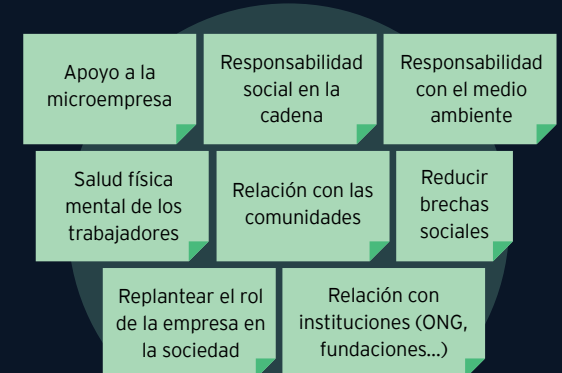 Apoyo a la
microempresa
Responsabilidad
social en la
cadena
Responsabilidad
con el medio
ambiente
Salud física
mental de los
trabajadores
Relación con las
comunidades
Reducir
brechas
sociales
Replantear el rol
de la empresa en
la sociedad
Relación con
instituciones (ONG,
fundaciones...)